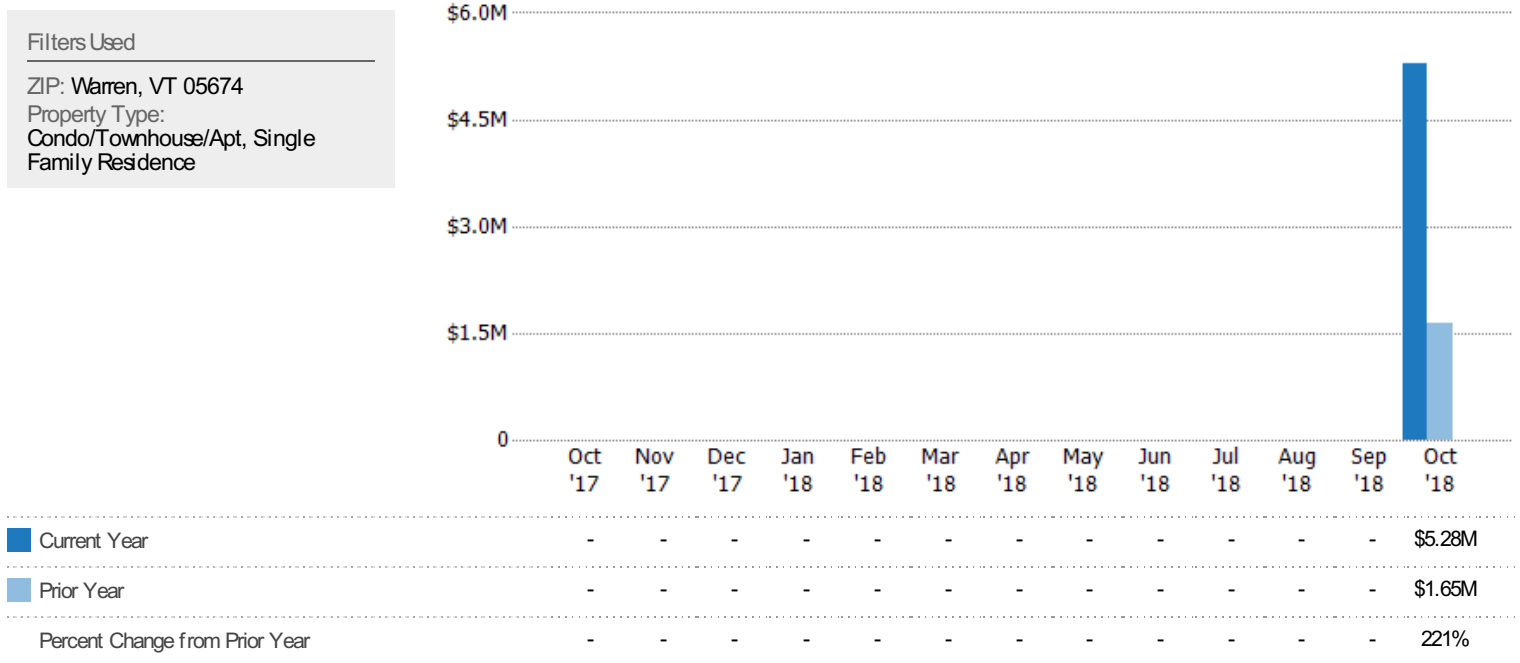 Filters Used
ZIP: Warren, VT 05674
Property Type:
Condo/Townhouse/Apt, Single
Family Residence
$6.0M
$4.5M
$3.0M
$1.5M
0
Oct Nov Dec Jan Feb Mar Apr May Jun Jul Aug Sep Oct
'17 '17 '17 '18 '18 '18 '18 '18 '18 '18 '18 '18 '18
Current Year - - - - - - - - - - - - $5.28M
Prior Year - - - - - - - - - - - - $1.65M
Percent Change from Prior Year - - - - - - - - - - - - 221%